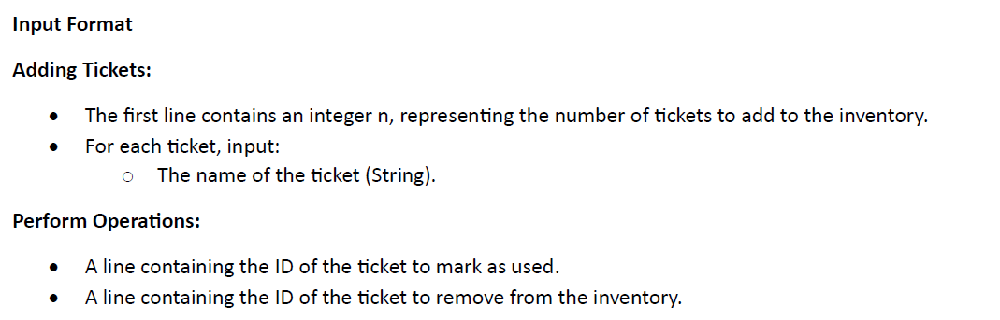 Input Format
Adding Tickets:
• The first line contains an integer n, representing the number of tickets to add to the inventory.
• For each ticket, input:
o The name of the ticket (String).
Perform Operations:
• A line containing the ID of the ticket to mark as used.
• A line containing the ID of the ticket to remove from the inventory.